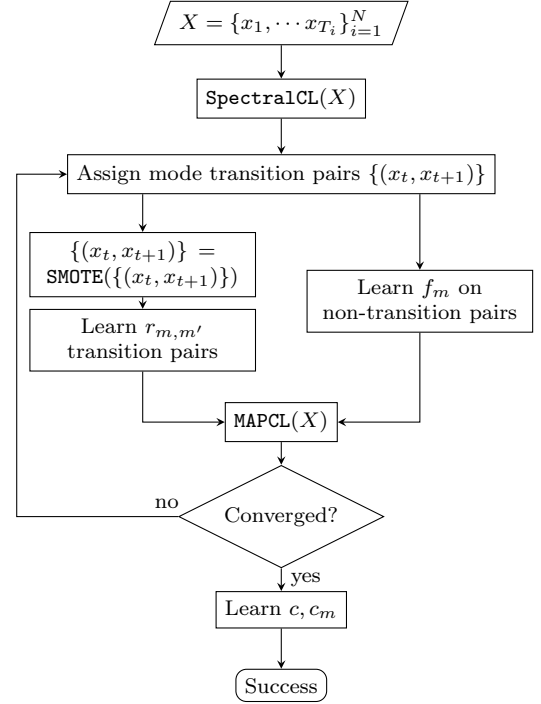 X = {x_1, ⋯ x_{T_i}}_{i=1}^N
SpectralCL(X)
Assign mode transition pairs {(x_t, x_{t+1})}
{(x_t, x_{t+1})} =
SMOTE({(x_t, x_{t+1})})
Learn f_m on
non-transition pairs
Learn r_{m,m'}
transition pairs
MAPCL(X)
no
Converged?
yes
Learn c, c_m
Success